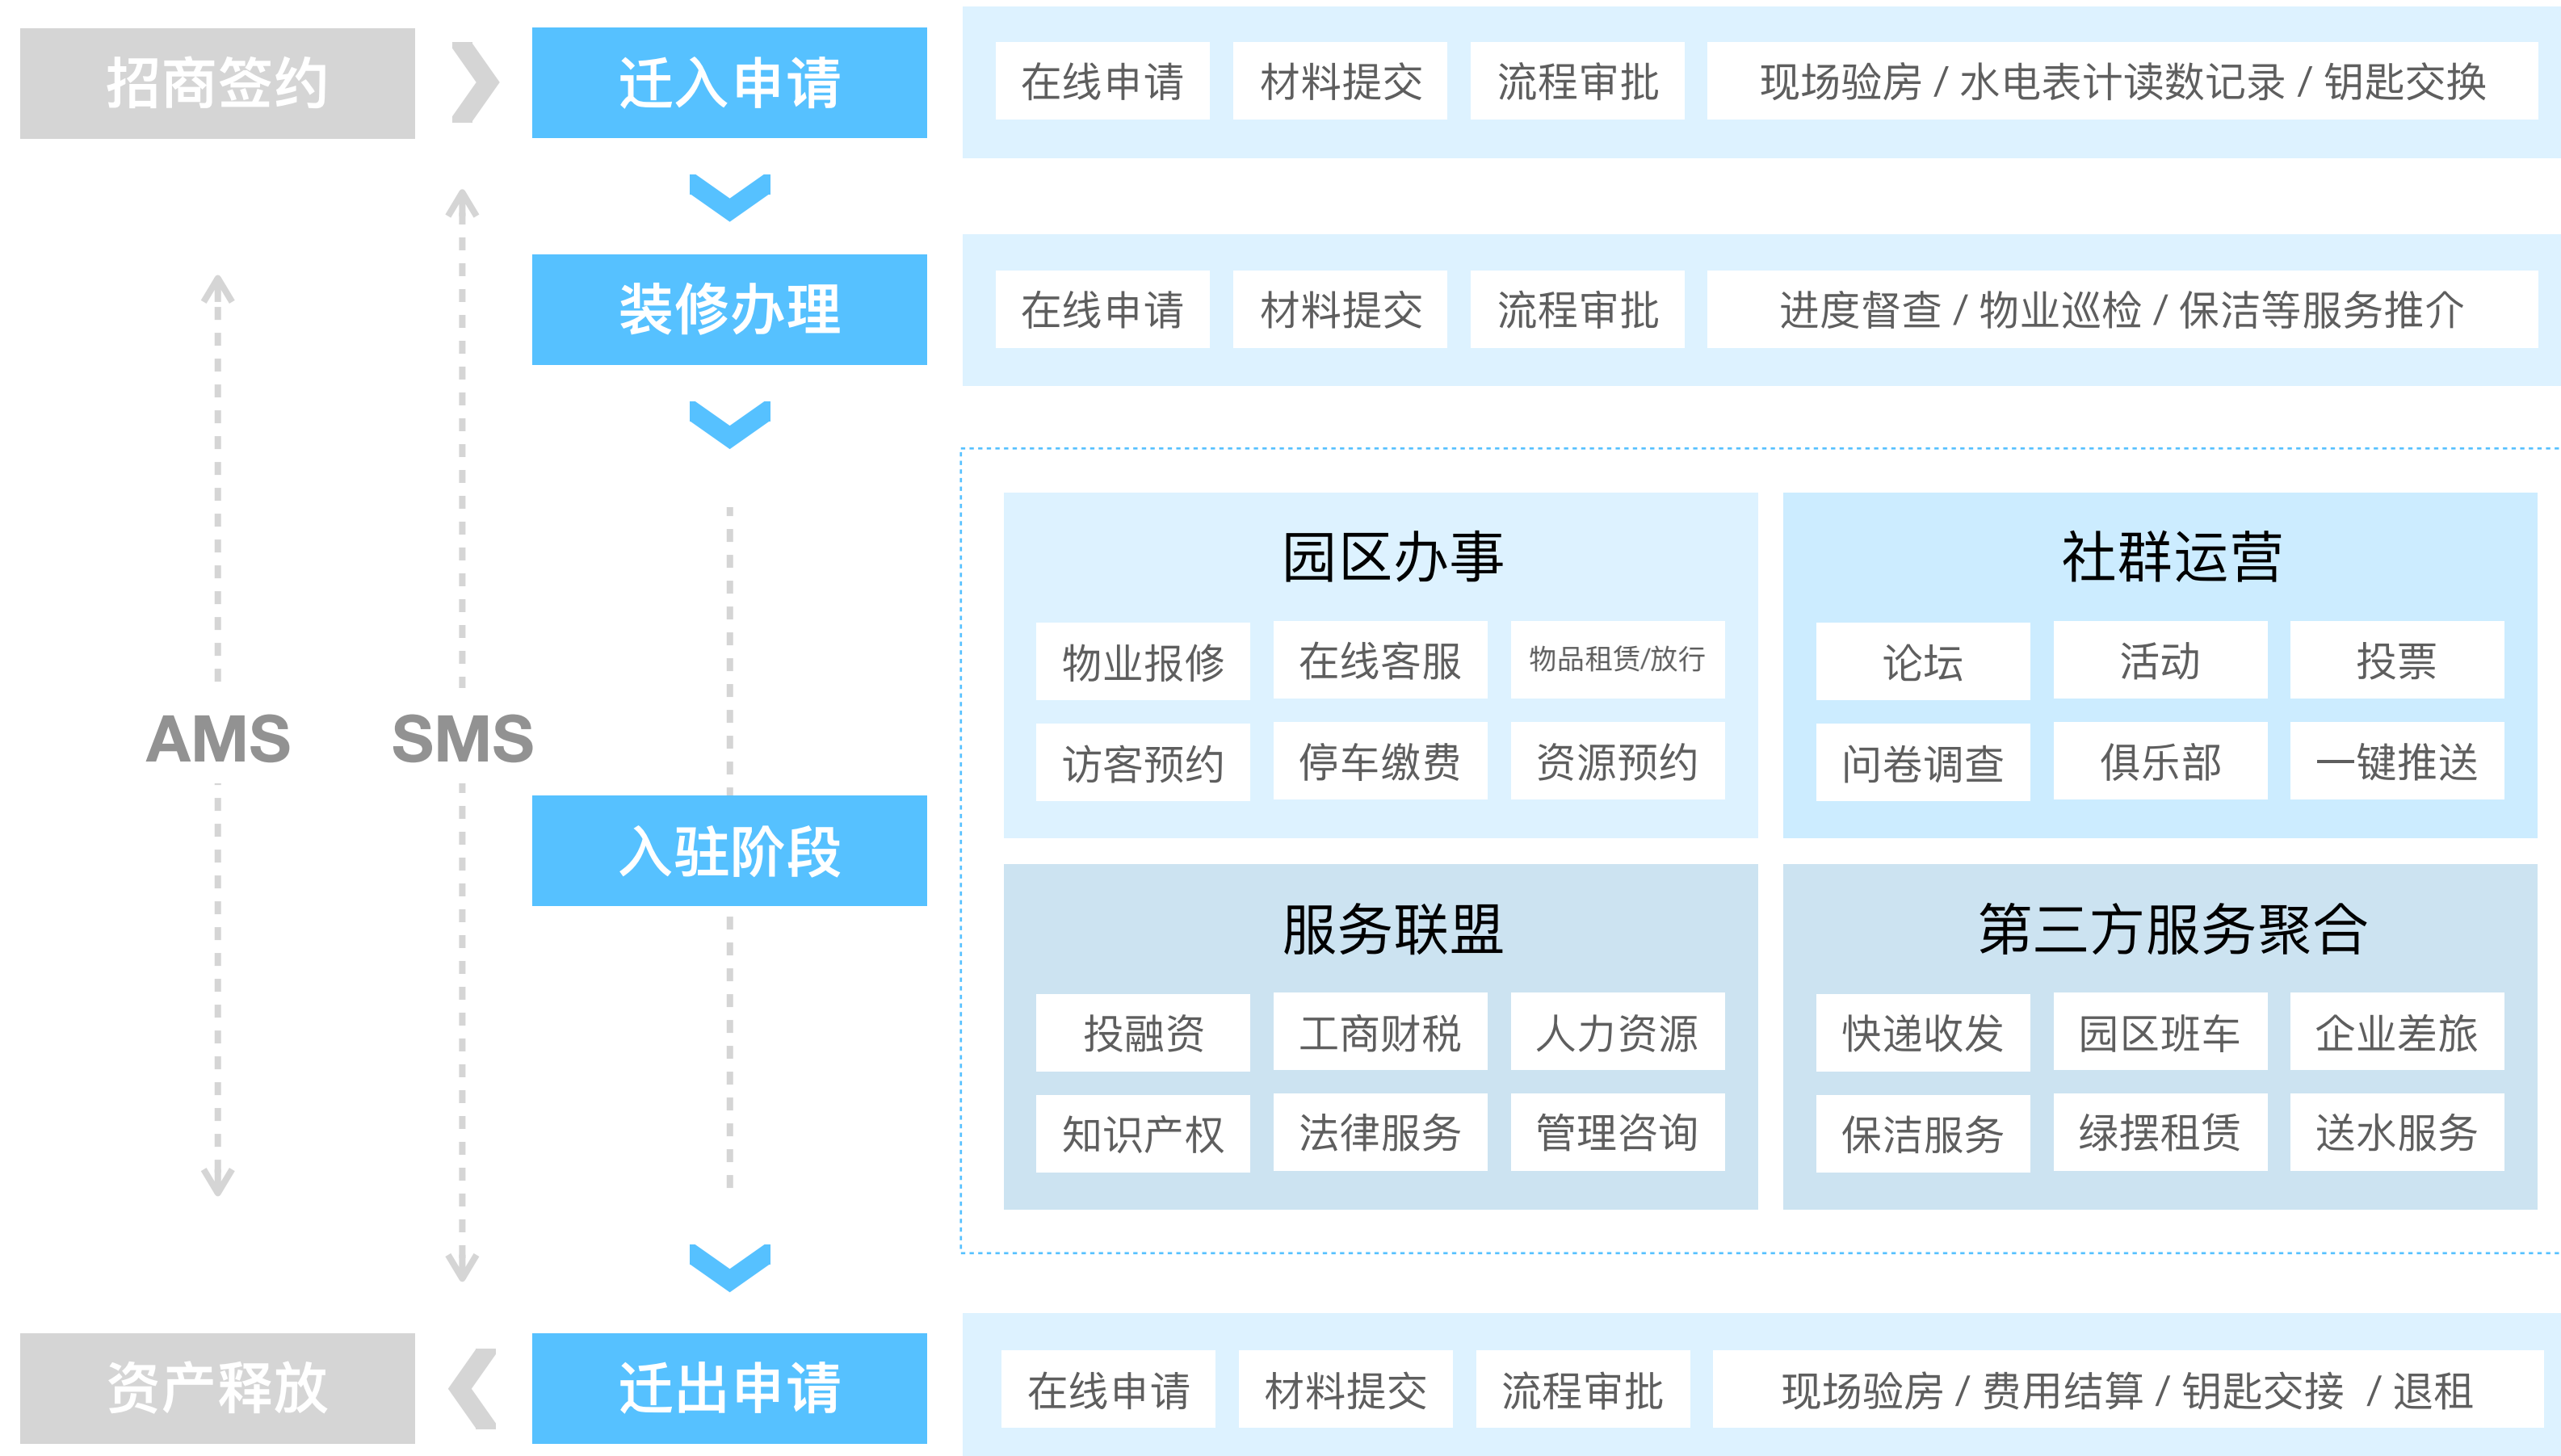 招商签约
迁入申请
在线申请
材料提交
流程审批
现场验房 / 水电表计读数记录 / 钥匙交换
装修办理
在线申请
材料提交
流程审批
进度督查 / 物业巡检 / 保洁等服务推介
AMS
SMS
入驻阶段
园区办事
物业报修
在线客服
物品租赁/放行
访客预约
停车缴费
资源预约
社群运营
论坛
活动
投票
问卷调查
俱乐部
一键推送
服务联盟
投融资
工商财税
人力资源
知识产权
法律服务
管理咨询
第三方服务聚合
快递收发
园区班车
企业差旅
保洁服务
绿摆租赁
送水服务
资产释放
迁出申请
在线申请
材料提交
流程审批
现场验房 / 费用结算 / 钥匙交接 / 退租